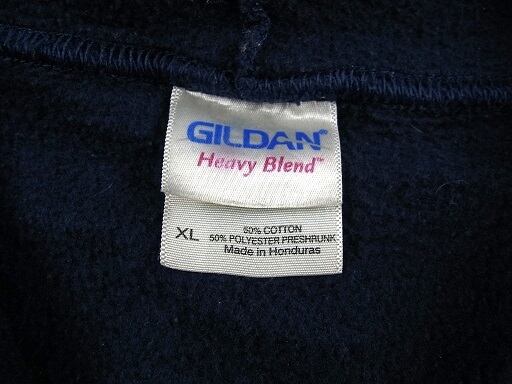 GILDAN®
Heavy Blend™
XL
50% COTTON
50% POLYESTER PRESHRUNK
Made in Honduras